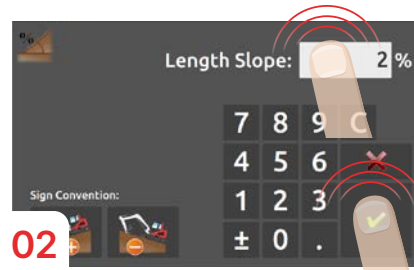 %
Length Slope: 2 %
7 8 9 C
4 5 6
Sign Convention:
1 2 3
± 0 .
02